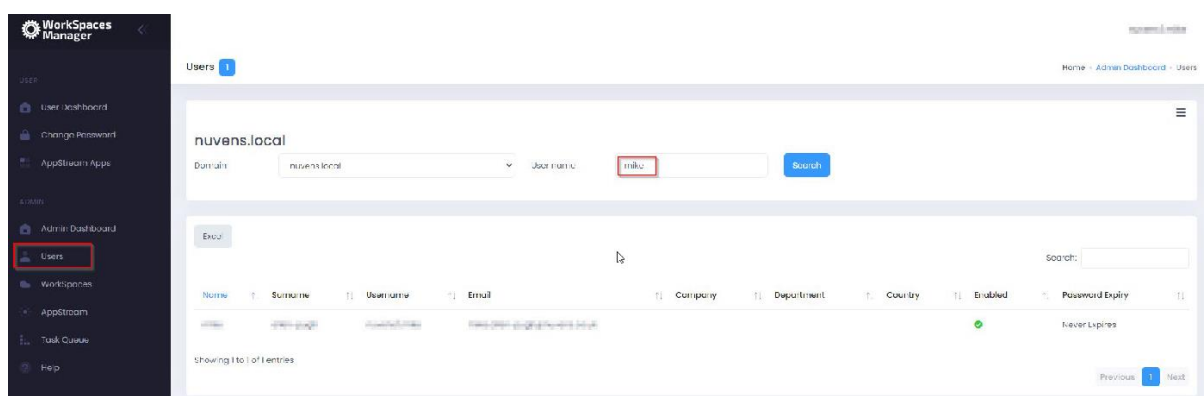 WorkSpaces
Manager
USER
User Dashboard
Change Password
AppStream Apps
ADMIN
Admin Dashboard
Users
WorkSpaces
AppStream
Task Queue
Help
Users 1
Home - Admin Dashboard - Users
nuvens.local
Domain nuvens.local User name mike Search
Excel
Search:
Name Surname Username Email Company Department Country Enabled Password Expiry
Never Expires
Showing 1 to 1 of 1 entries
Previous 1 Next